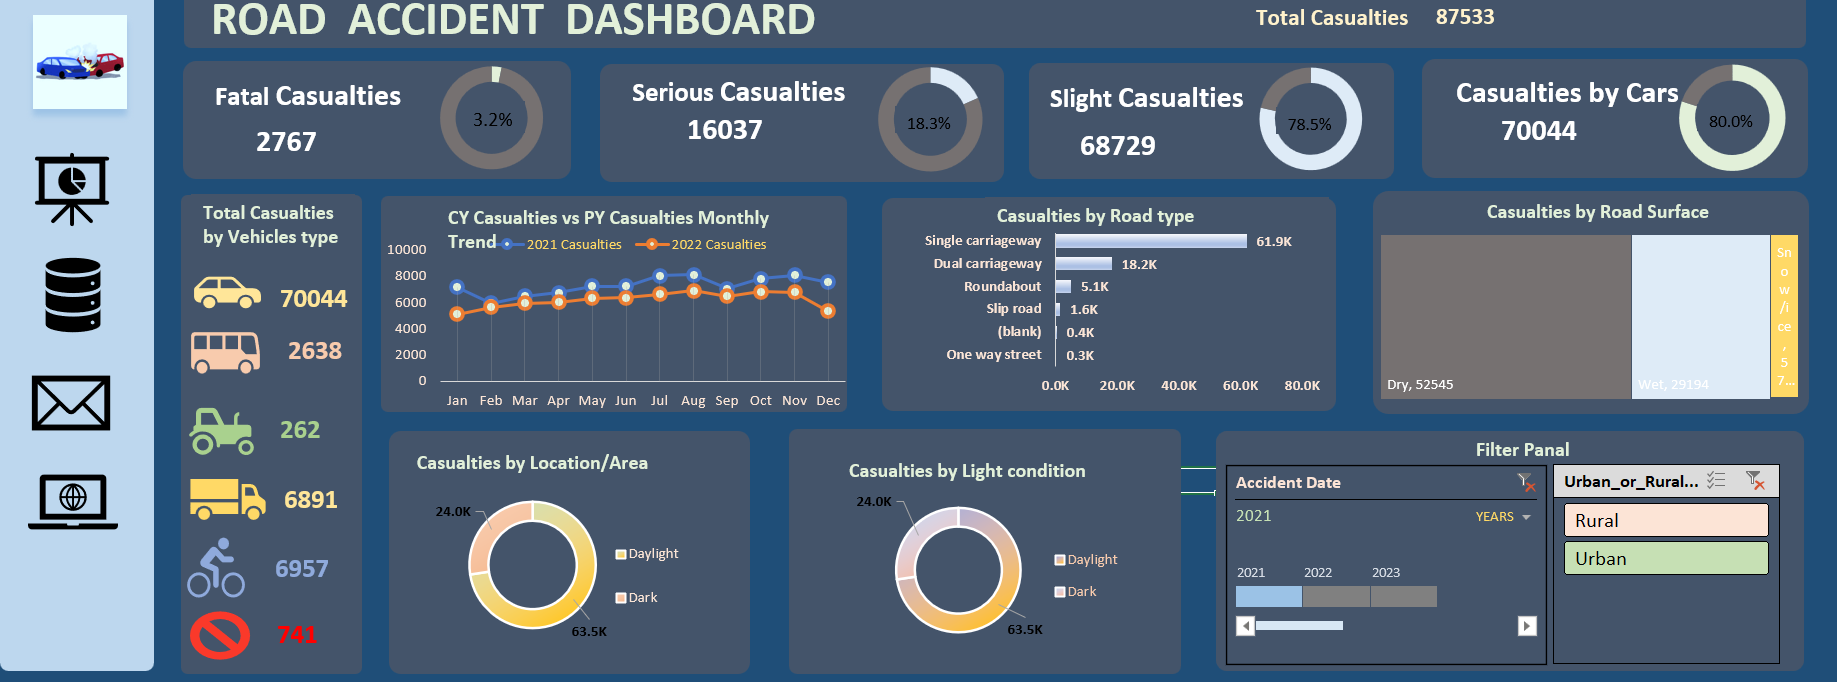 ROAD ACCIDENT DASHBOARD
Total Casualties 87533
Fatal Casualties
2767
3.2%
Serious Casualties
16037
18.3%
Slight Casualties
68729
78.5%
Casualties by Cars
70044
80.0%
Total Casualties
by Vehicles type
70044
2638
262
6891
6957
741
CY Casualties vs PY Casualties Monthly
Trend
2021 Casualties
2022 Casualties
10000
8000
6000
4000
2000
0
Jan Feb Mar Apr May Jun Jul Aug Sep Oct Nov Dec
Casualties by Road type
Single carriageway 61.9K
Dual carriageway 18.2K
Roundabout 5.1K
Slip road 1.6K
(blank) 0.4K
One way street 0.3K
0.0K 20.0K 40.0K 60.0K 80.0K
Casualties by Road Surface
Dry, 52545
Wet, 29194
Sn
o
w
/i
ce
,
5
7...
Casualties by Location/Area
24.0K
63.5K
Daylight
Dark
Casualties by Light condition
24.0K
63.5K
Daylight
Dark
Filter Panal
Accident Date
2021
YEARS
2021 2022 2023
Urban_or_Rural...
Rural
Urban